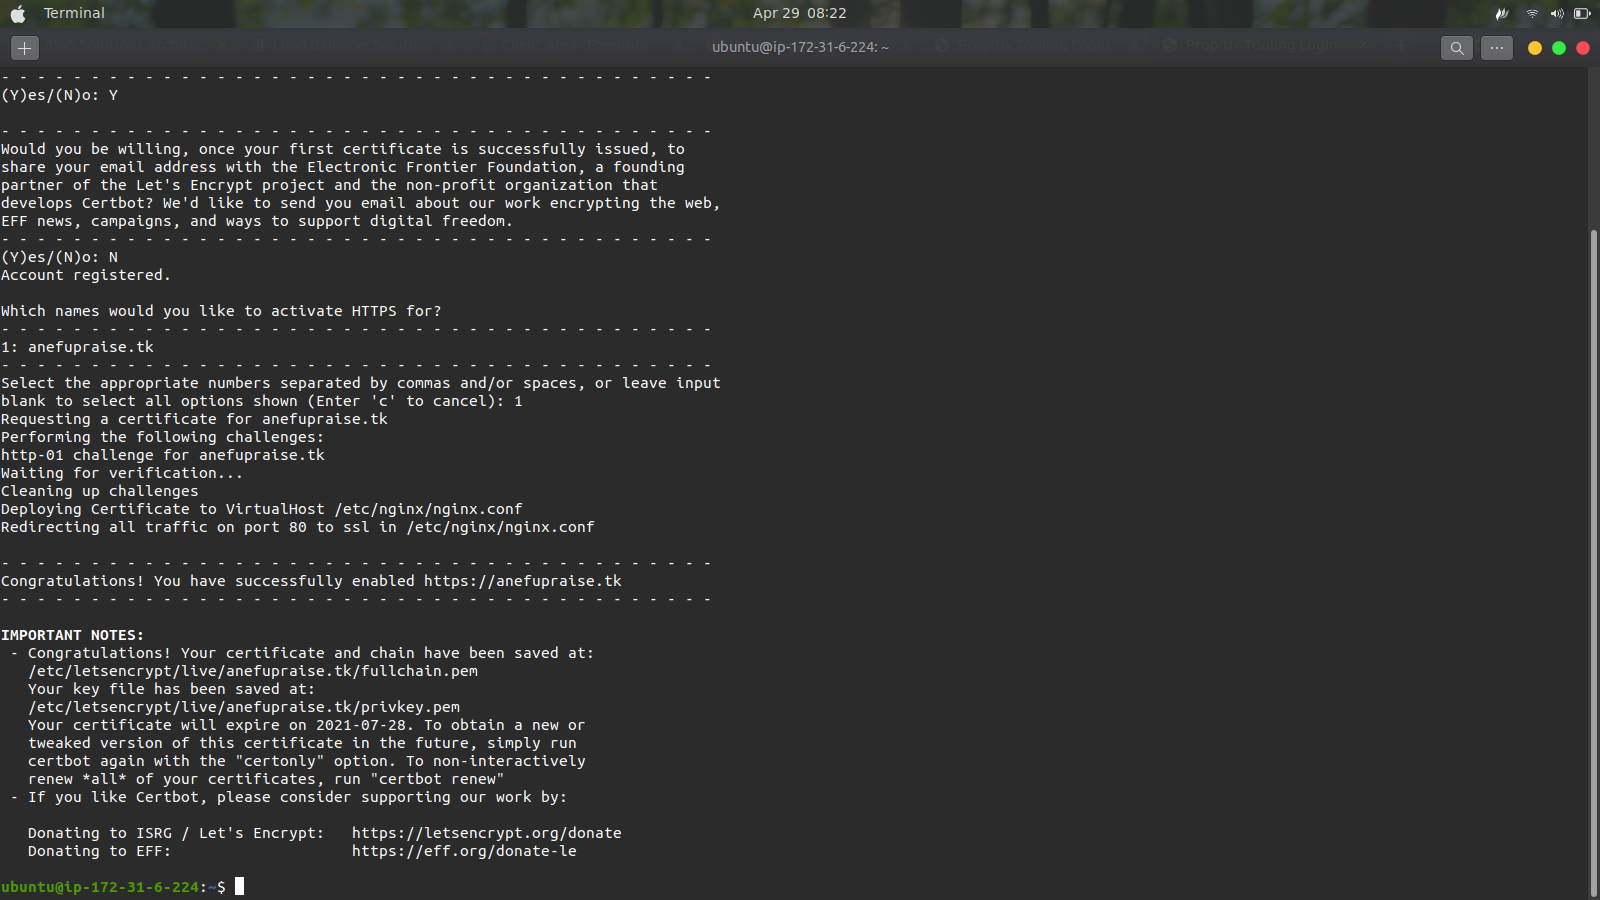 Terminal
Apr 29 08:22
ubuntu@ip-172-31-6-224: ~
- - - - - - - - - - - - - - - - - - - - - - - - - - - - - - - - - - - - - - - -
(Y)es/(N)o: Y
- - - - - - - - - - - - - - - - - - - - - - - - - - - - - - - - - - - - - - - -
Would you be willing, once your first certificate is successfully issued, to
share your email address with the Electronic Frontier Foundation, a founding
partner of the Let's Encrypt project and the non-profit organization that
develops Certbot? We'd like to send you email about our work encrypting the web,
EFF news, campaigns, and ways to support digital freedom.
- - - - - - - - - - - - - - - - - - - - - - - - - - - - - - - - - - - - - - - -
(Y)es/(N)o: N
Account registered.
Which names would you like to activate HTTPS for?
- - - - - - - - - - - - - - - - - - - - - - - - - - - - - - - - - - - - - - - -
1: anefupraise.tk
- - - - - - - - - - - - - - - - - - - - - - - - - - - - - - - - - - - - - - - -
Select the appropriate numbers separated by commas and/or spaces, or leave input
blank to select all options shown (Enter 'c' to cancel): 1
Requesting a certificate for anefupraise.tk
Performing the following challenges:
http-01 challenge for anefupraise.tk
Waiting for verification...
Cleaning up challenges
Deploying Certificate to VirtualHost /etc/nginx/nginx.conf
Redirecting all traffic on port 80 to ssl in /etc/nginx/nginx.conf
- - - - - - - - - - - - - - - - - - - - - - - - - - - - - - - - - - - - - - - -
Congratulations! You have successfully enabled https://anefupraise.tk
- - - - - - - - - - - - - - - - - - - - - - - - - - - - - - - - - - - - - - - -
IMPORTANT NOTES:
- Congratulations! Your certificate and chain have been saved at:
/etc/letsencrypt/live/anefupraise.tk/fullchain.pem
Your key file has been saved at:
/etc/letsencrypt/live/anefupraise.tk/privkey.pem
Your certificate will expire on 2021-07-28. To obtain a new or
tweaked version of this certificate in the future, simply run
certbot again with the "certonly" option. To non-interactively
renew *all* of your certificates, run "certbot renew"
- If you like Certbot, please consider supporting our work by:
Donating to ISRG / Let's Encrypt: https://letsencrypt.org/donate
Donating to EFF: https://eff.org/donate-le
ubuntu@ip-172-31-6-224:~$